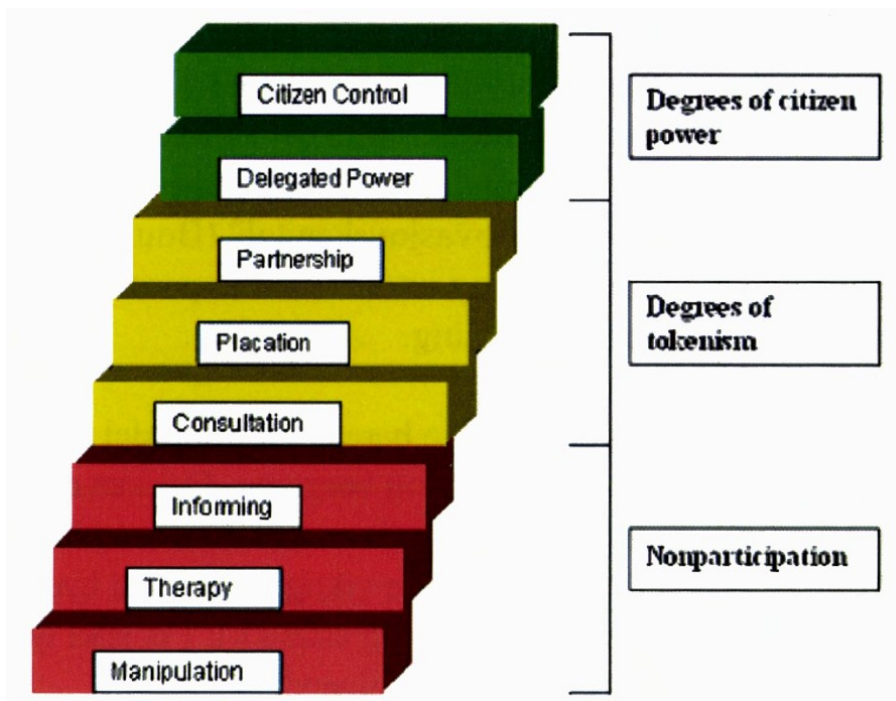 Citizen Control
Degrees of citizen
power
Delegated Power
Partnership
Degrees of
tokenism
Placation
Consultation
Informing
Nonparticipation
Therapy
Manipulation